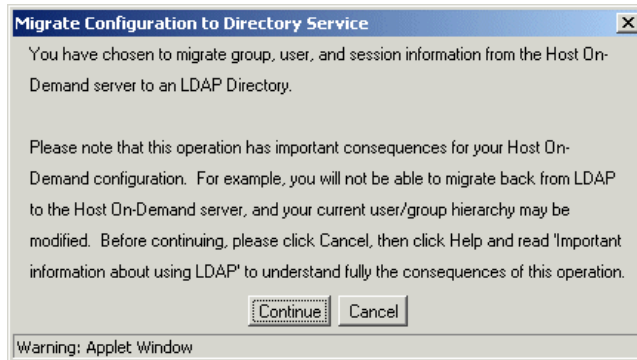 Migrate Configuration to Directory Service
You have chosen to migrate group, user, and session information from the Host On-
Demand server to an LDAP Directory.
Please note that this operation has important consequences for your Host On-
Demand configuration. For example, you will not be able to migrate back from LDAP
to the Host On-Demand server, and your current user/group hierarchy may be
modified. Before continuing, please click Cancel, then click Help and read 'Important
information about using LDAP' to understand fully the consequences of this operation.
Continue Cancel
Warning: Applet Window